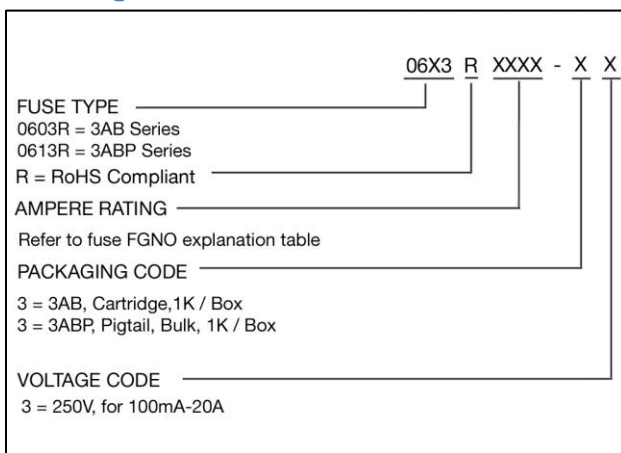 06X3 R XXXX - X X
FUSE TYPE
0603R = 3AB Series
0613R = 3ABP Series
R = RoHS Compliant
AMPERE RATING
Refer to fuse FGNO explanation table
PACKAGING CODE
3 = 3AB, Cartridge,1K / Box
3 = 3ABP, Pigtail, Bulk, 1K / Box
VOLTAGE CODE
3 = 250V, for 100mA-20A